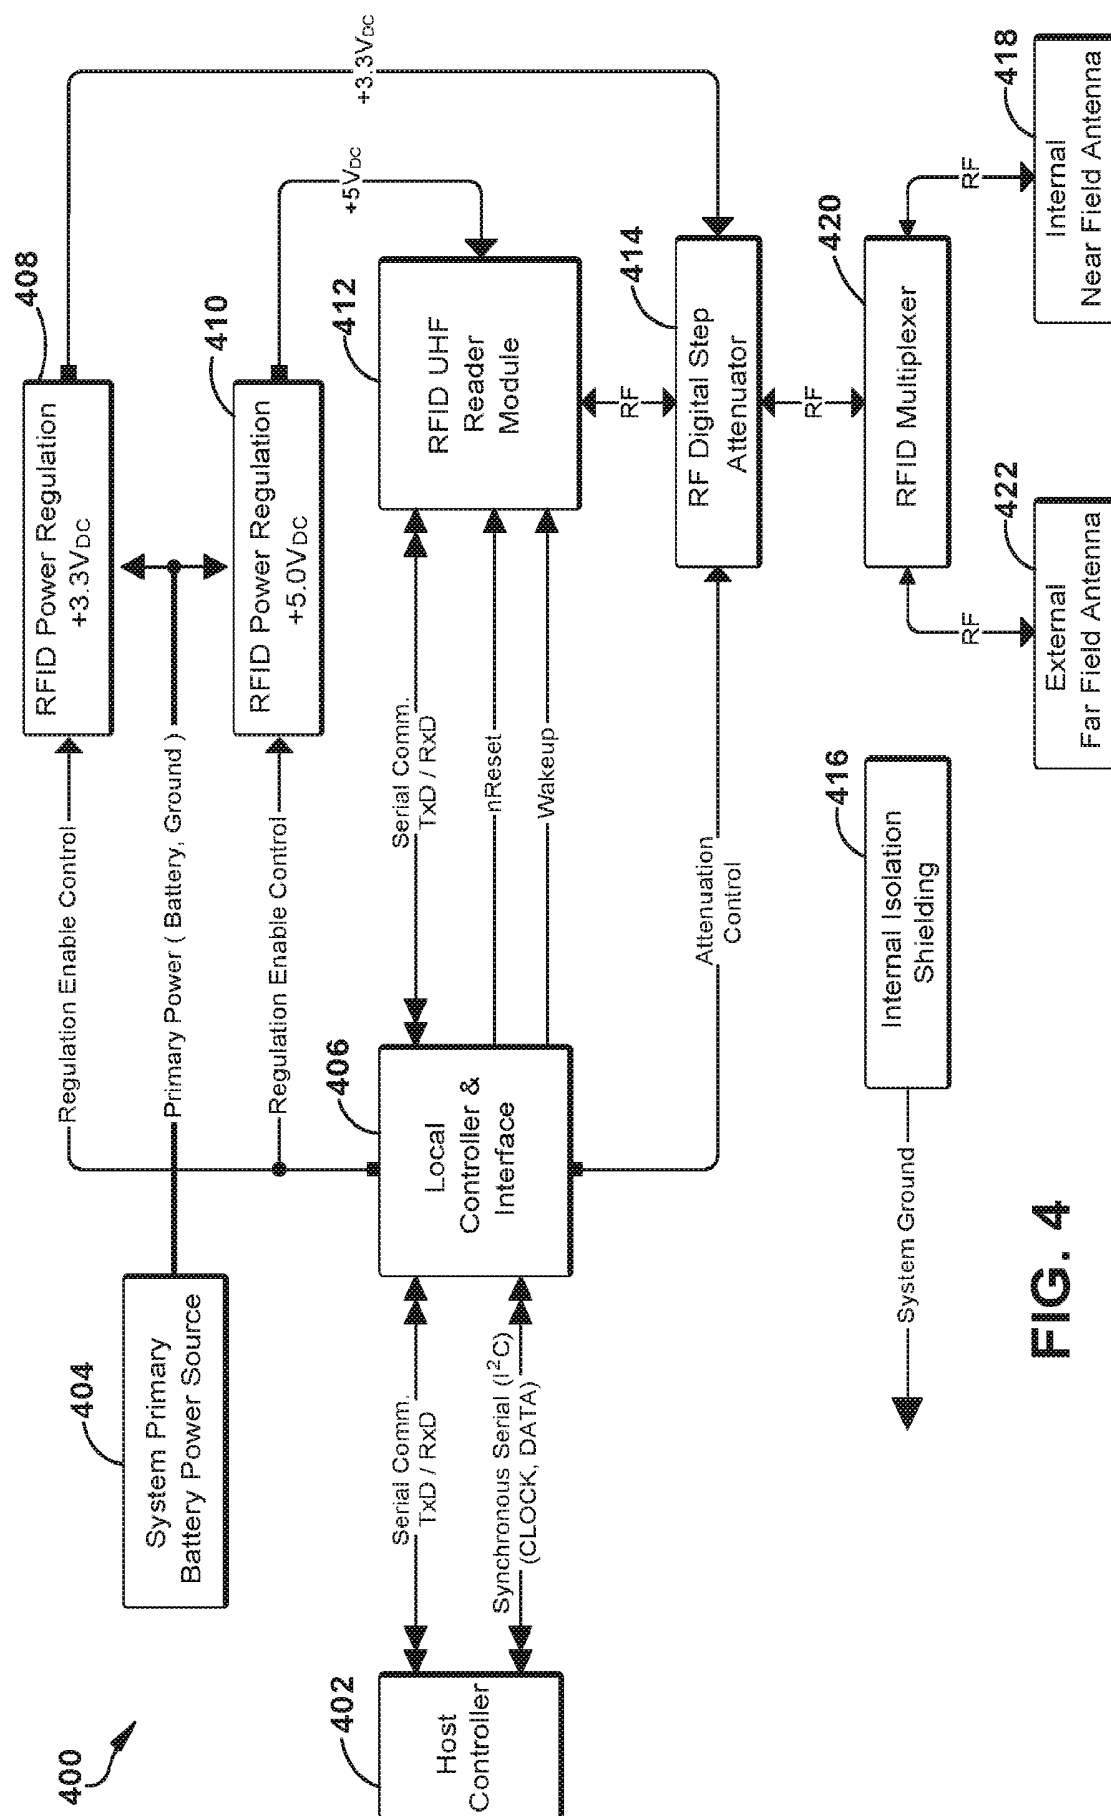 400
404
System Primary
Battery Power Source
Regulation Enable Control
Primary Power ( Battery, Ground )
Regulation Enable Control
408
RFID Power Regulation
+3.3VDC
410
RFID Power Regulation
+5.0VDC
+5VDC
+3.3VDC
402
Host
Controller
Serial Comm.
TxD / RxD
Synchronous Serial (I²C)
(CLOCK, DATA)
406
Local
Controller &
Interface
Serial Comm.
TxD / RxD
nReset
Wakeup
412
RFID UHF
Reader
Module
RF
Attenuation
Control
414
RF Digital Step
Attenuator
RF
System Ground
416
Internal Isolation
Shielding
420
RFID Multiplexer
RF
RF
422
External
Far Field Antenna
418
Internal
Near Field Antenna
FIG. 4